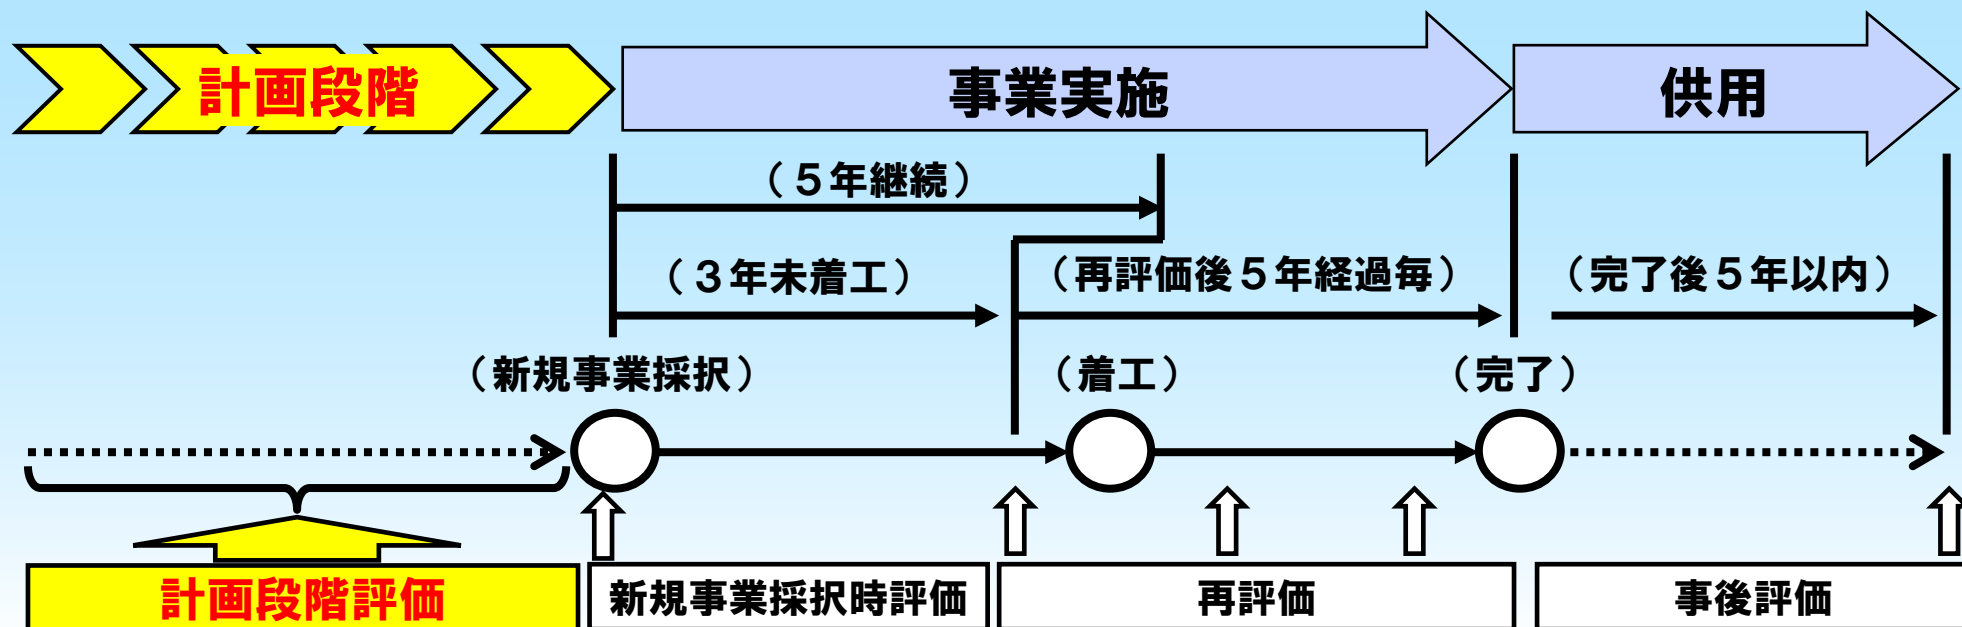 計画段階
事業実施
供用
（５年継続）
（３年未着工）
（再評価後５年経過毎）
（完了後５年以内）
（新規事業採択）
（着工）
（完了）
計画段階評価
新規事業採択時評価
再評価
事後評価